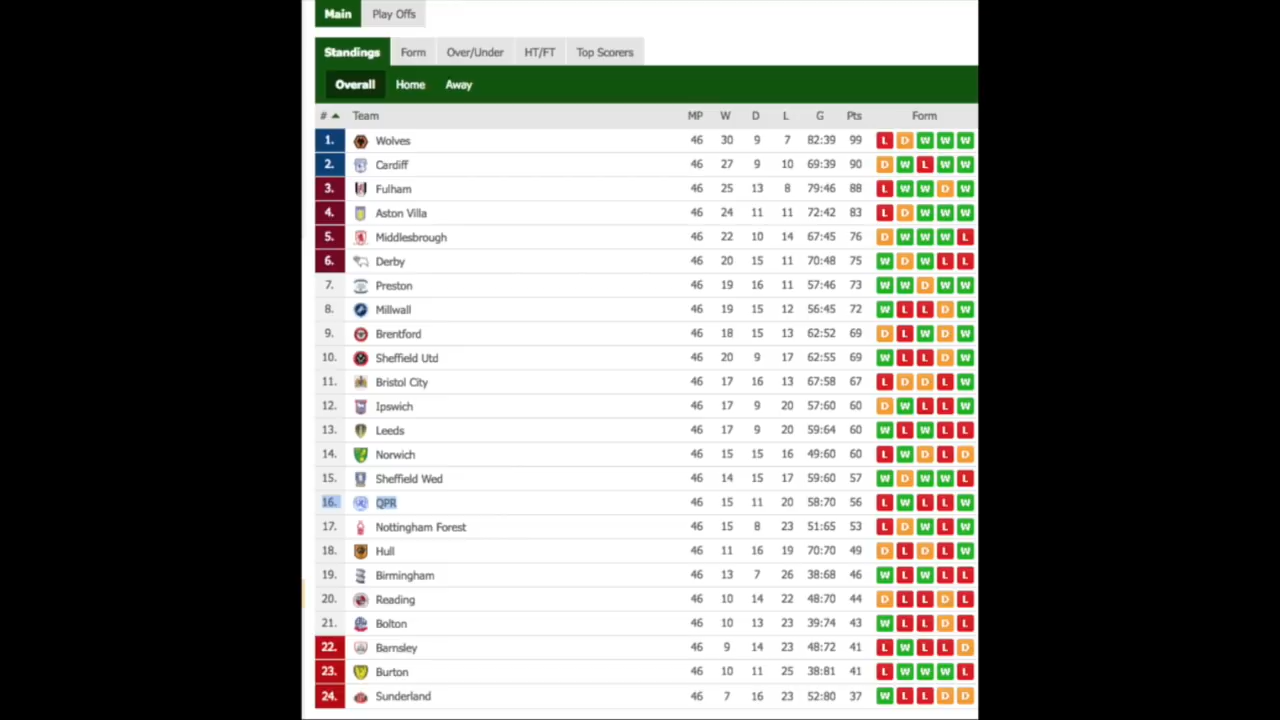 Main Play Offs
Standings Form Over/Under HT/FT Top Scorers
Overall Home Away
# Team MP W D L G Pts Form
1. Wolves 46 30 9 7 82:39 99 L D W W W
2. Cardiff 46 27 9 10 69:39 90 D W L W W
3. Fulham 46 25 13 8 79:46 88 L W W D W
4. Aston Villa 46 24 11 11 72:42 83 L D W W W
5. Middlesbrough 46 22 10 14 67:45 76 D W W W L
6. Derby 46 20 15 11 70:48 75 W D W L L
7. Preston 46 19 16 11 57:46 73 W W D W W
8. Millwall 46 19 15 12 56:45 72 W L L D W
9. Brentford 46 18 15 13 62:52 69 D L W D W
10. Sheffield Utd 46 20 9 17 62:55 69 W L L D W
11. Bristol City 46 17 16 13 67:58 67 L D D L W
12. Ipswich 46 17 9 20 57:60 60 D W L L W
13. Leeds 46 17 9 20 59:64 60 W L W L L
14. Norwich 46 15 15 16 49:60 60 L W D L D
15. Sheffield Wed 46 14 15 17 59:60 57 W D W W L
16. QPR 46 15 11 20 58:70 56 L W L L W
17. Nottingham Forest 46 15 8 23 51:65 53 L D W L W
18. Hull 46 11 16 19 70:70 49 D L D L W
19. Birmingham 46 13 7 26 38:68 46 W L W L L
20. Reading 46 10 14 22 48:70 44 D L L D L
21. Bolton 46 10 13 23 39:74 43 W L L D L
22. Barnsley 46 9 14 23 48:72 41 L W L L D
23. Burton 46 10 11 25 38:81 41 L W W W L
24. Sunderland 46 7 16 23 52:80 37 W L L D D